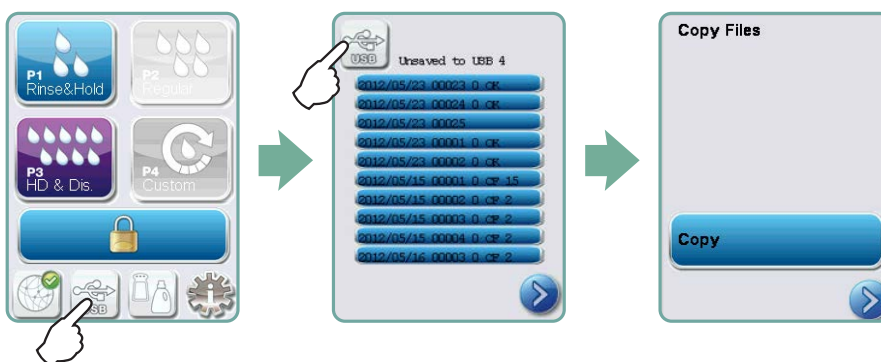 P1
Rinse&Hold
P2
Regular
P3
HD & Dis.
P4
Custom
USB
USB
Unsaved to USB 4
2012/05/23 00023 0 OK
2012/05/23 00024 0 OK
2012/05/23 00025
2012/05/23 00001 0 OK
2012/05/23 00002 0 OK
2012/05/15 00001 0 CF 15
2012/05/15 00002 0 CF 2
2012/05/15 00003 0 CF 2
2012/05/15 00004 0 CF 2
2012/05/16 00003 0 CF 2
Copy Files
Copy